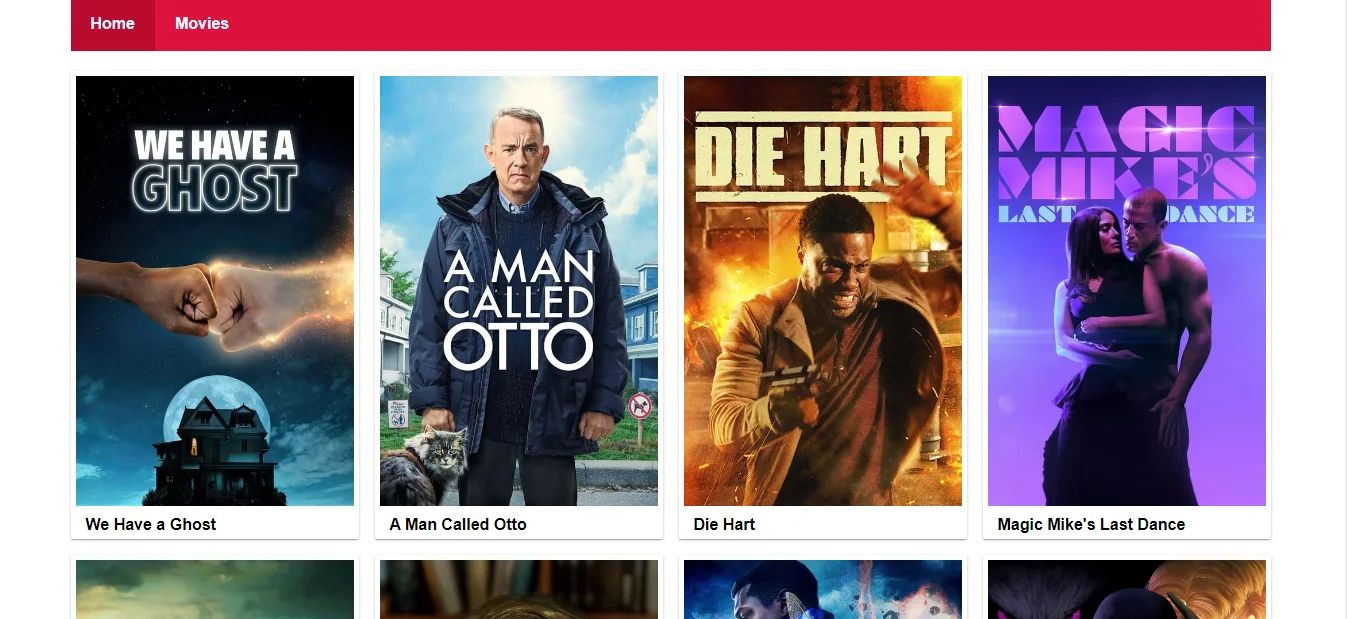 Home Movies
WE HAVE A
GHOST
A MAN
CALLED
OTTO
DIE HART
MAGIC
MIKE'S
LAST DANCE
We Have a Ghost
A Man Called Otto
Die Hart
Magic Mike's Last Dance